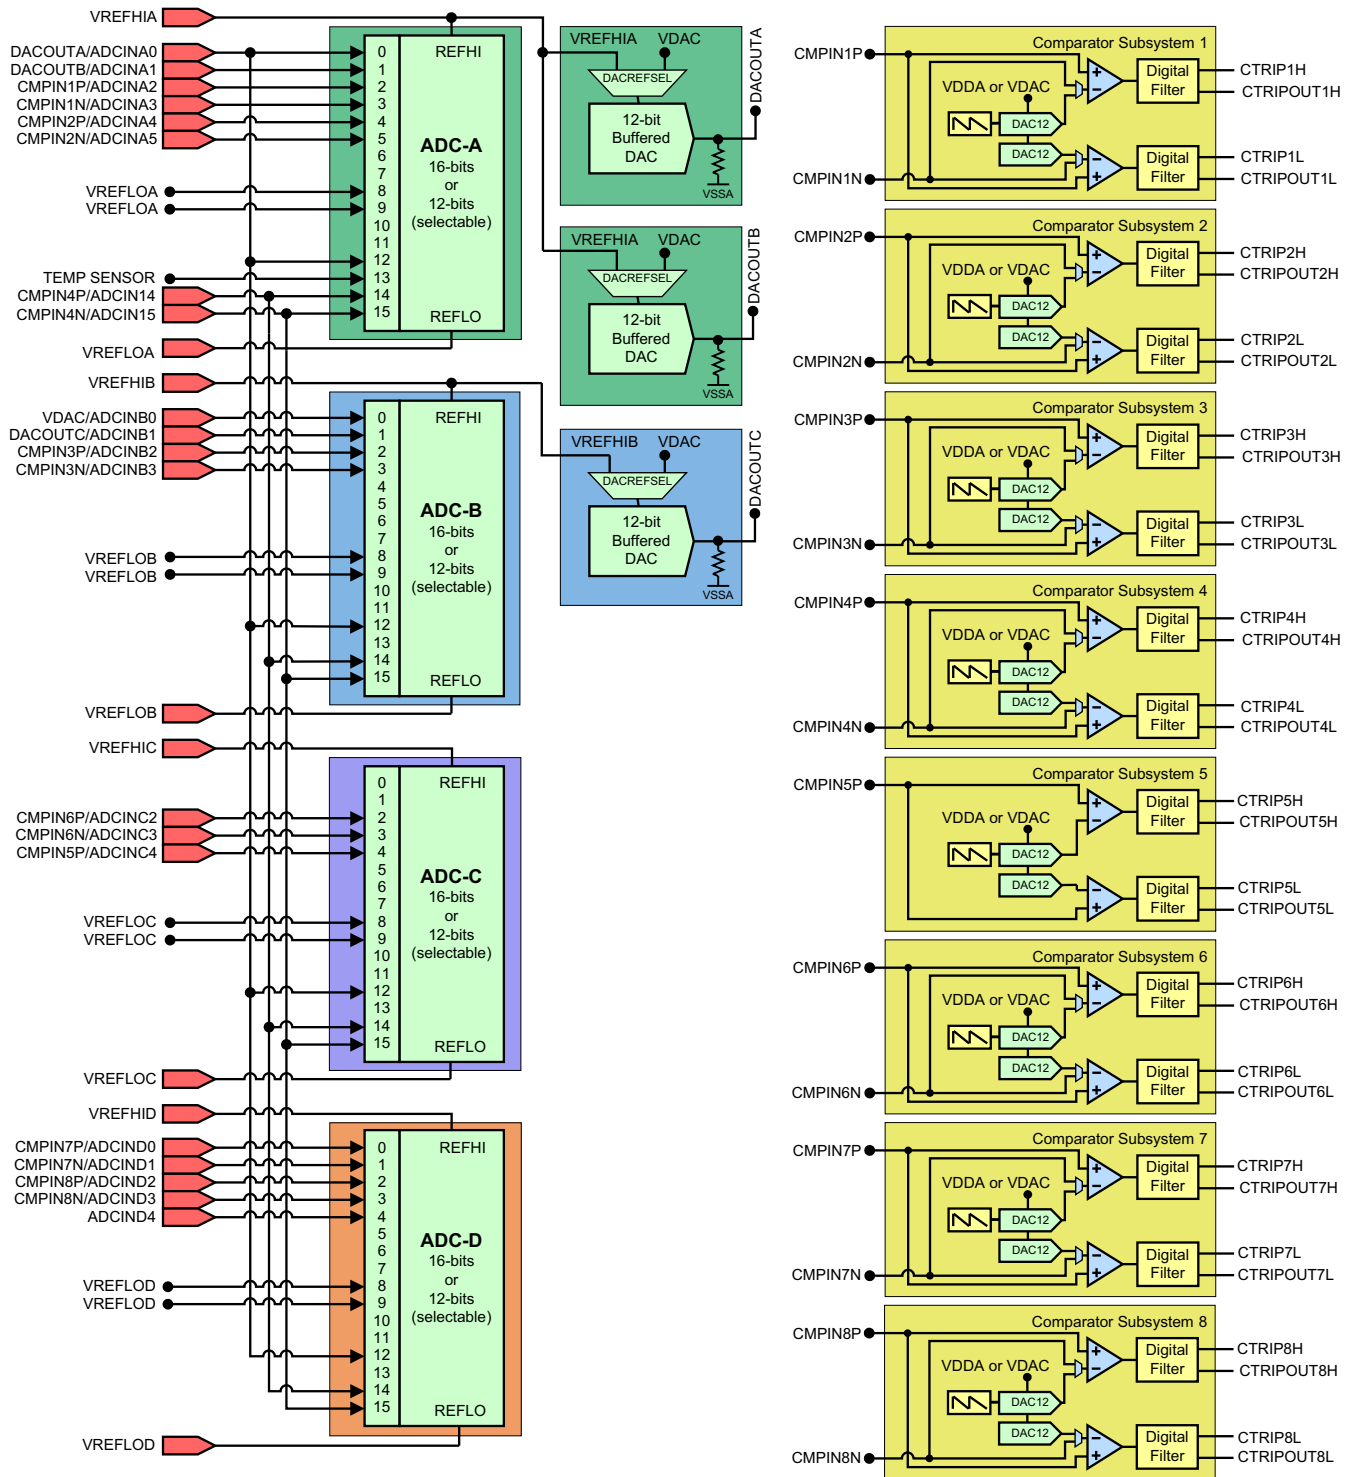 VREFHIA
DACOUTA/ADCINA0
DACOUTB/ADCINA1
CMPIN1P/ADCINA2
CMPIN1N/ADCINA3
CMPIN2P/ADCINA4
CMPIN2N/ADCINA5
VREFLOA
VREFLOA
TEMP SENSOR
CMPIN4P/ADCIN14
CMPIN4N/ADCIN15
VREFLOA
0
1
2
3
4
5
6
7
8
9
10
11
12
13
14
15
REFHI
ADC-A
16-bits
or
12-bits
(selectable)
REFLO
VREFHIB
VDAC/ADCINB0
DACOUTC/ADCINB1
CMPIN3P/ADCINB2
CMPIN3N/ADCINB3
VREFLOB
VREFLOB
VREFLOB
0
1
2
3
4
5
6
7
8
9
10
11
12
13
14
15
REFHI
ADC-B
16-bits
or
12-bits
(selectable)
REFLO
VREFHIC
CMPIN6P/ADCINC2
CMPIN6N/ADCINC3
CMPIN5P/ADCINC4
VREFLOC
VREFLOC
VREFLOC
0
1
2
3
4
5
6
7
8
9
10
11
12
13
14
15
REFHI
ADC-C
16-bits
or
12-bits
(selectable)
REFLO
VREFHID
CMPIN7P/ADCIND0
CMPIN7N/ADCIND1
CMPIN8P/ADCIND2
CMPIN8N/ADCIND3
ADCIND4
VREFLOD
VREFLOD
VREFLOD
0
1
2
3
4
5
6
7
8
9
10
11
12
13
14
15
REFHI
ADC-D
16-bits
or
12-bits
(selectable)
REFLO
VREFHIA VDAC
DACREFSEL
12-bit
Buffered
DAC
VSSA
DACOUTA
VREFHIA VDAC
DACREFSEL
12-bit
Buffered
DAC
VSSA
DACOUTB
VREFHIB VDAC
DACREFSEL
12-bit
Buffered
DAC
VSSA
DACOUTC
Comparator Subsystem 1
CMPIN1P
CMPIN1N
VDDA or VDAC
DAC12
DAC12
Digital
Filter
Digital
Filter
CTRIP1H
CTRIPOUT1H
CTRIP1L
CTRIPOUT1L
Comparator Subsystem 2
CMPIN2P
CMPIN2N
VDDA or VDAC
DAC12
DAC12
Digital
Filter
Digital
Filter
CTRIP2H
CTRIPOUT2H
CTRIP2L
CTRIPOUT2L
Comparator Subsystem 3
CMPIN3P
CMPIN3N
VDDA or VDAC
DAC12
DAC12
Digital
Filter
Digital
Filter
CTRIP3H
CTRIPOUT3H
CTRIP3L
CTRIPOUT3L
Comparator Subsystem 4
CMPIN4P
CMPIN4N
VDDA or VDAC
DAC12
DAC12
Digital
Filter
Digital
Filter
CTRIP4H
CTRIPOUT4H
CTRIP4L
CTRIPOUT4L
Comparator Subsystem 5
CMPIN5P
VDDA or VDAC
DAC12
DAC12
Digital
Filter
Digital
Filter
CTRIP5H
CTRIPOUT5H
CTRIP5L
CTRIPOUT5L
Comparator Subsystem 6
CMPIN6P
CMPIN6N
VDDA or VDAC
DAC12
DAC12
Digital
Filter
Digital
Filter
CTRIP6H
CTRIPOUT6H
CTRIP6L
CTRIPOUT6L
Comparator Subsystem 7
CMPIN7P
CMPIN7N
VDDA or VDAC
DAC12
DAC12
Digital
Filter
Digital
Filter
CTRIP7H
CTRIPOUT7H
CTRIP7L
CTRIPOUT7L
Comparator Subsystem 8
CMPIN8P
CMPIN8N
VDDA or VDAC
DAC12
DAC12
Digital
Filter
Digital
Filter
CTRIP8H
CTRIPOUT8H
CTRIP8L
CTRIPOUT8L